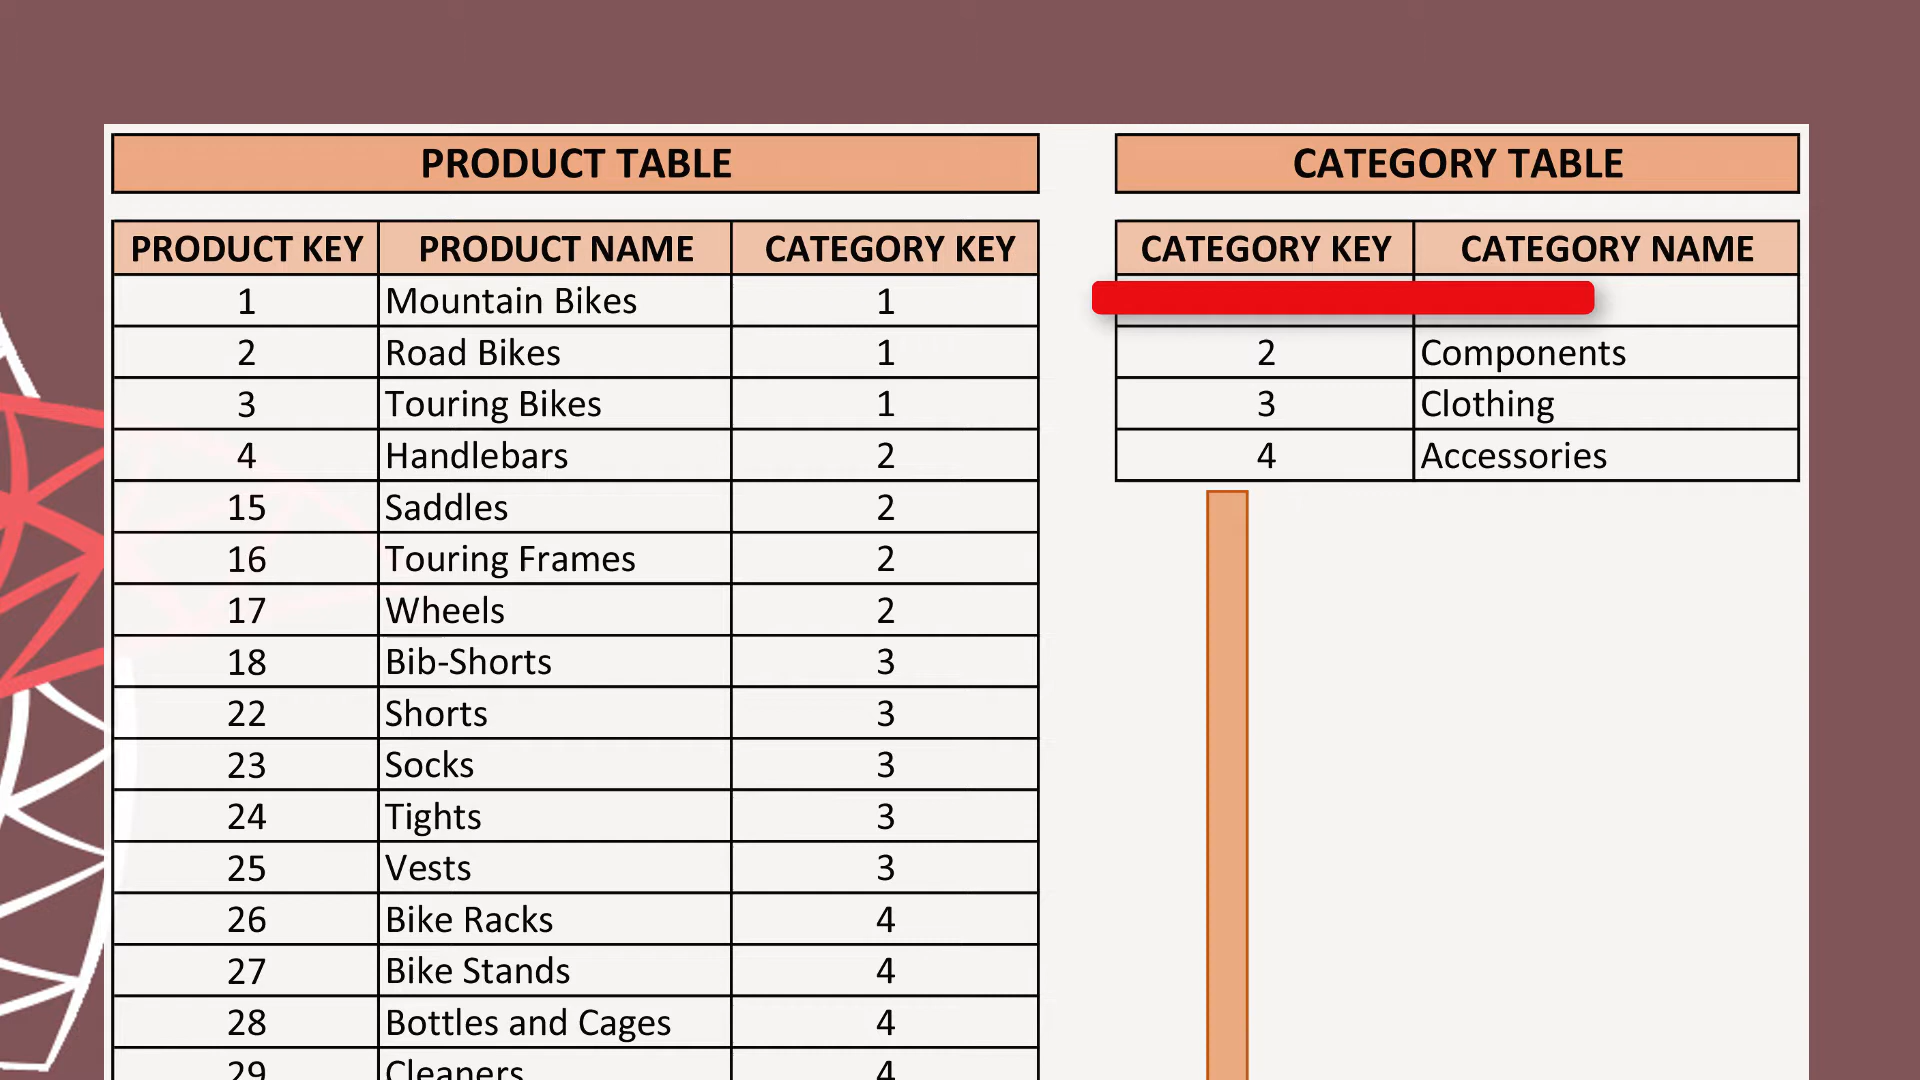 PRODUCT TABLE
PRODUCT KEY PRODUCT NAME CATEGORY KEY
1 Mountain Bikes 1
2 Road Bikes 1
3 Touring Bikes 1
4 Handlebars 2
15 Saddles 2
16 Touring Frames 2
17 Wheels 2
18 Bib-Shorts 3
22 Shorts 3
23 Socks 3
24 Tights 3
25 Vests 3
26 Bike Racks 4
27 Bike Stands 4
28 Bottles and Cages 4
29 Cleaners 4
CATEGORY TABLE
CATEGORY KEY CATEGORY NAME
2 Components
3 Clothing
4 Accessories